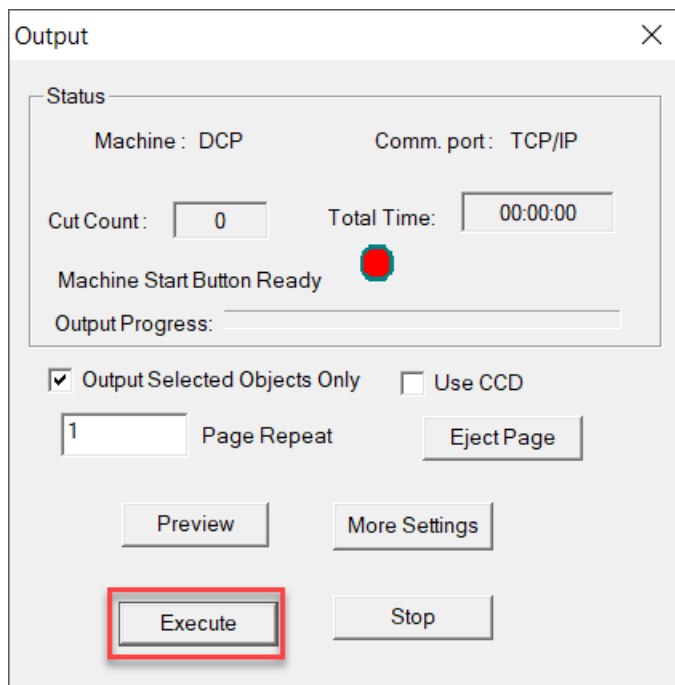 Output
Status
Machine : DCP Comm. port : TCP/IP
Cut Count : 0 Total Time: 00:00:00
Machine Start Button Ready
Output Progress:
Output Selected Objects Only Use CCD
1 Page Repeat Eject Page
Preview More Settings
Execute Stop